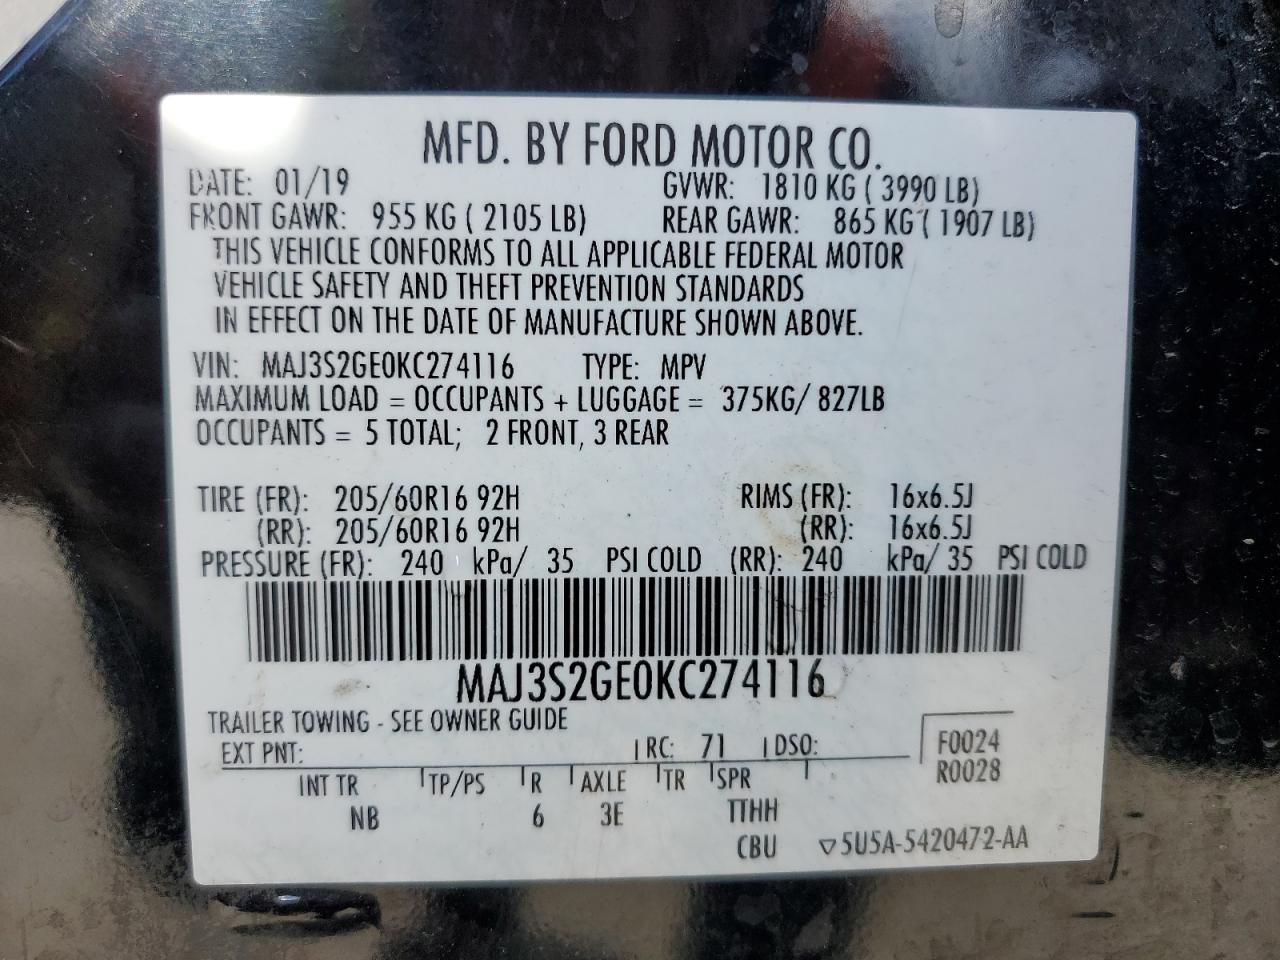 MFD. BY FORD MOTOR CO.
DATE: 01/19 GVWR: 1810 KG ( 3990 LB)
FRONT GAWR: 955 KG ( 2105 LB) REAR GAWR: 865 KG ( 1907 LB)
THIS VEHICLE CONFORMS TO ALL APPLICABLE FEDERAL MOTOR
VEHICLE SAFETY AND THEFT PREVENTION STANDARDS
IN EFFECT ON THE DATE OF MANUFACTURE SHOWN ABOVE.
VIN: MAJ3S2GE0KC274116 TYPE: MPV
MAXIMUM LOAD = OCCUPANTS + LUGGAGE = 375KG/ 827LB
OCCUPANTS = 5 TOTAL; 2 FRONT, 3 REAR
TIRE (FR): 205/60R16 92H RIMS (FR): 16x6.5J
(RR): 205/60R16 92H (RR): 16x6.5J
PRESSURE (FR): 240 kPa/ 35 PSI COLD (RR): 240 kPa/ 35 PSI COLD
MAJ3S2GE0KC274116
TRAILER TOWING - SEE OWNER GUIDE
EXT PNT: RC: 71 DSO: F0024
R0028
INT TR TP/PS R AXLE TR SPR
NB 6 3E TTHH
CBU ▽5U5A-5420472-AA